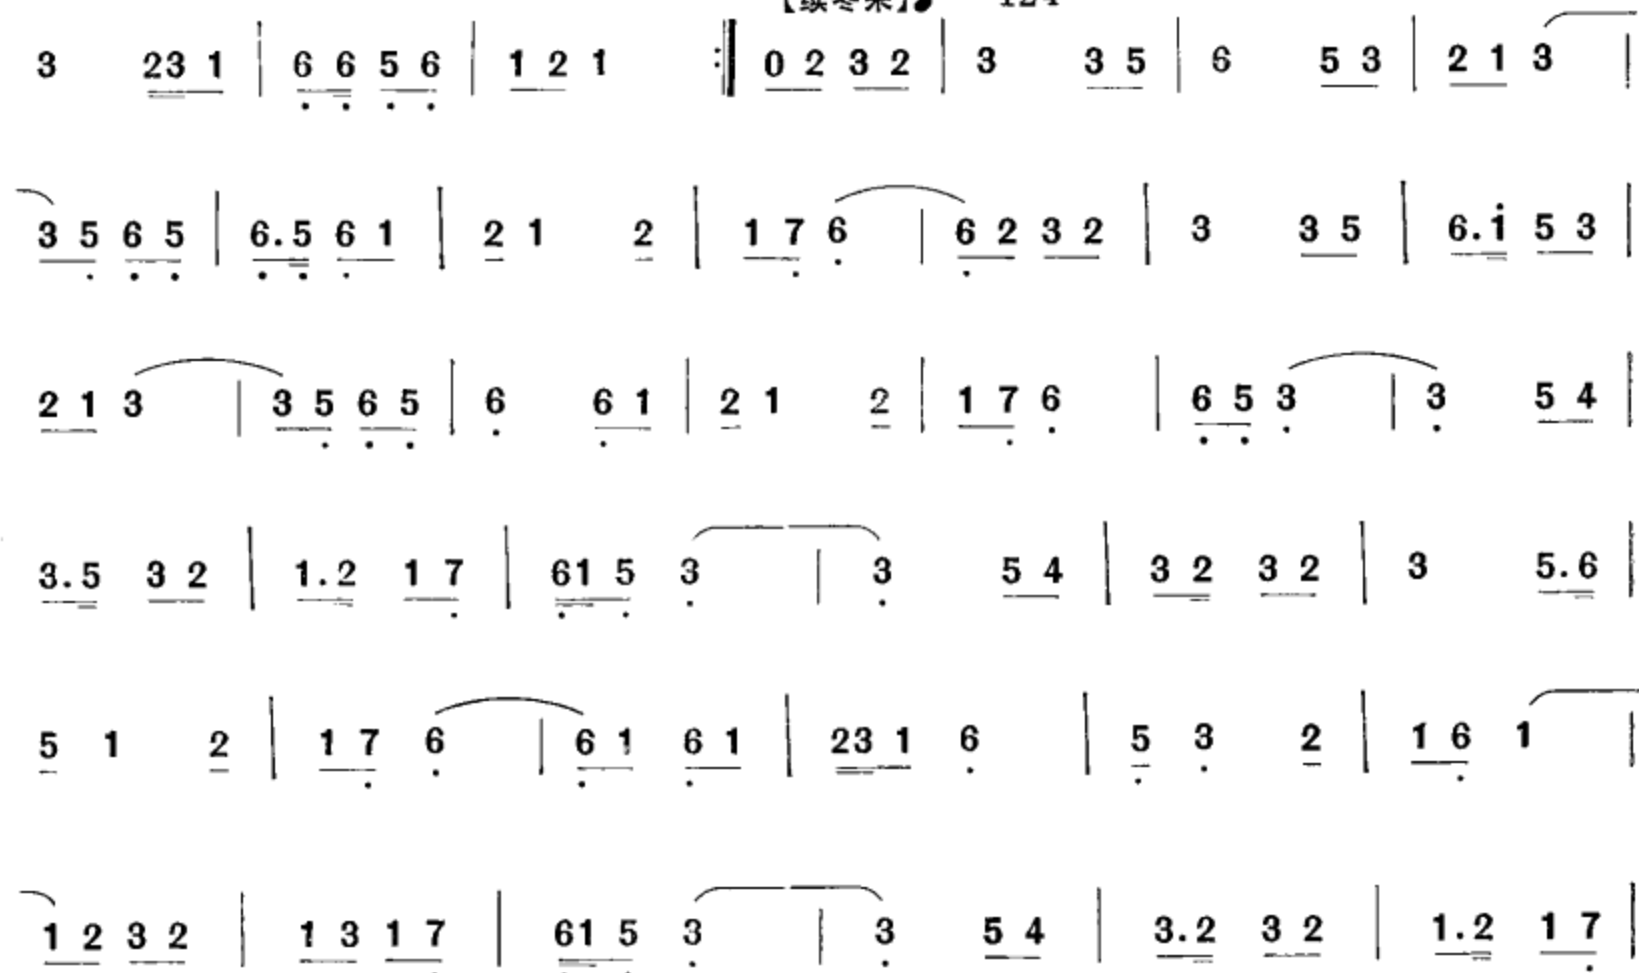 3 23 1 | 6 6 5 6 | 1 2 1 :‖ 0 2 3 2 | 3 3 5 | 6 5 3 | 2 1 3 |
3 5 6 5 | 6.5 6 1 | 2 1 2 | 1 7 6 | 6 2 3 2 | 3 3 5 | 6.i 5 3 |
2 1 3 | 3 5 6 5 | 6 6 1 | 2 1 2 | 1 7 6 | 6 5 3 | 3 5 4 |
3.5 3 2 | 1.2 1 7 | 61 5 3 | 3 5 4 | 3 2 3 2 | 3 5.6 |
5 1 2 | 1 7 6 | 6 1 6 1 | 23 1 6 | 5 3 2 | 1 6 1 |
1 2 3 2 | 1 3 1 7 | 61 5 3 | 3 5 4 | 3.2 3 2 | 1.2 1 7 |